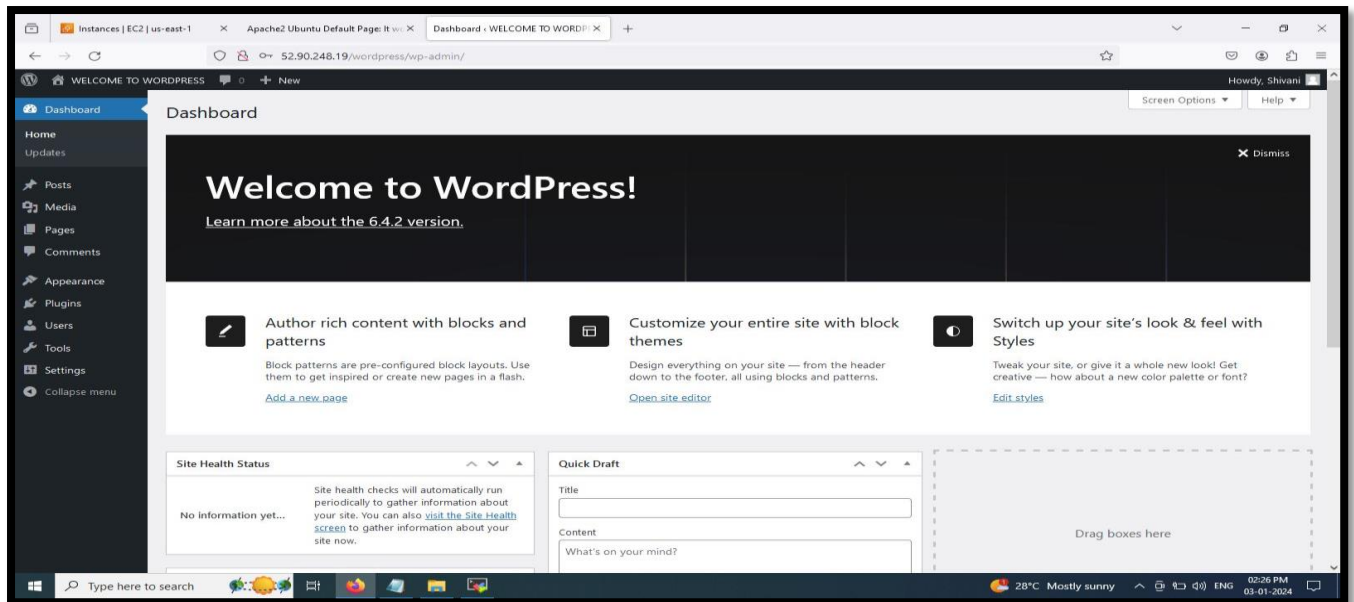 Instances | EC2 | us-east-1
Apache2 Ubuntu Default Page: It w
Dashboard ‹ WELCOME TO WORDP
52.90.248.19/wordpress/wp-admin/
WELCOME TO WORDPRESS 0 + New
Howdy, Shivani
Dashboard
Home
Updates
Posts
Media
Pages
Comments
Appearance
Plugins
Users
Tools
Settings
Collapse menu
Dashboard
Screen Options
Help
Dismiss
Welcome to WordPress!
Learn more about the 6.4.2 version.
Author rich content with blocks and
patterns
Block patterns are pre-configured block layouts. Use
them to get inspired or create new pages in a flash.
Add a new page
Customize your entire site with block
themes
Design everything on your site — from the header
down to the footer, all using blocks and patterns.
Open site editor
Switch up your site's look & feel with
Styles
Tweak your site, or give it a whole new look! Get
creative — how about a new color palette or font?
Edit styles
Site Health Status
No information yet...
Site health checks will automatically run
periodically to gather information about
your site. You can also visit the Site Health
screen to gather information about your
site now.
Quick Draft
Title
Content
What's on your mind?
Drag boxes here
Type here to search
28°C Mostly sunny
ENG
02:26 PM
03-01-2024